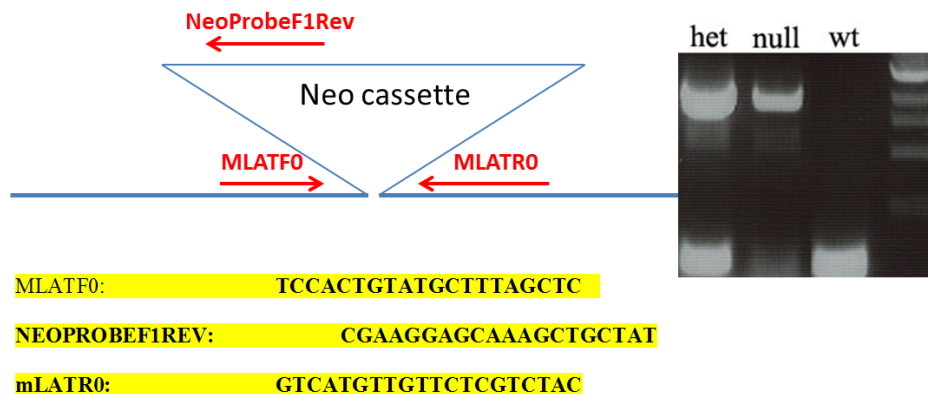 NeoProbeF1Rev
het null wt
Neo cassette
MLATF0
MLATR0
MLATF0: TCCACTGTATGCTTTAGCTC
NEOPROBEF1REV: CGAAGGAGCAAAGCTGCTAT
mLATR0: GTCATGTTGTTCTCGTCTAC